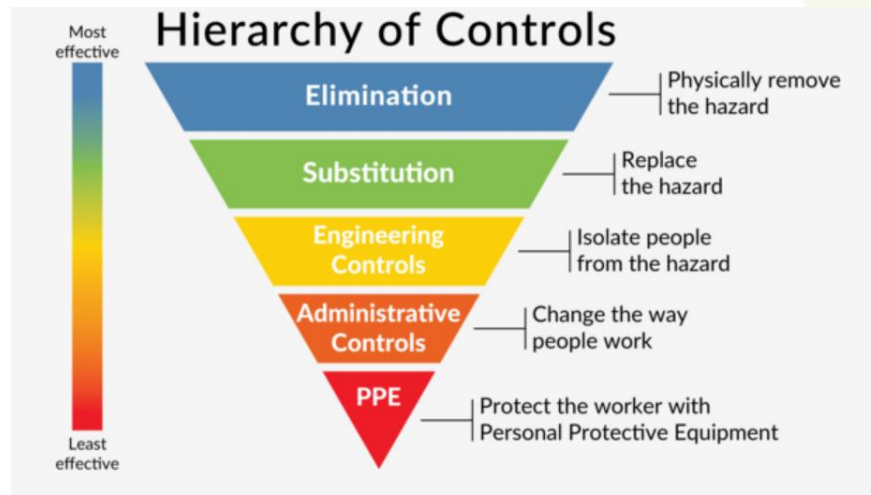 Hierarchy of Controls
Most
effective
Elimination
Physically remove
the hazard
Substitution
Replace
the hazard
Engineering
Controls
Isolate people
from the hazard
Administrative
Controls
Change the way
people work
PPE
Protect the worker with
Personal Protective Equipment
Least
effective